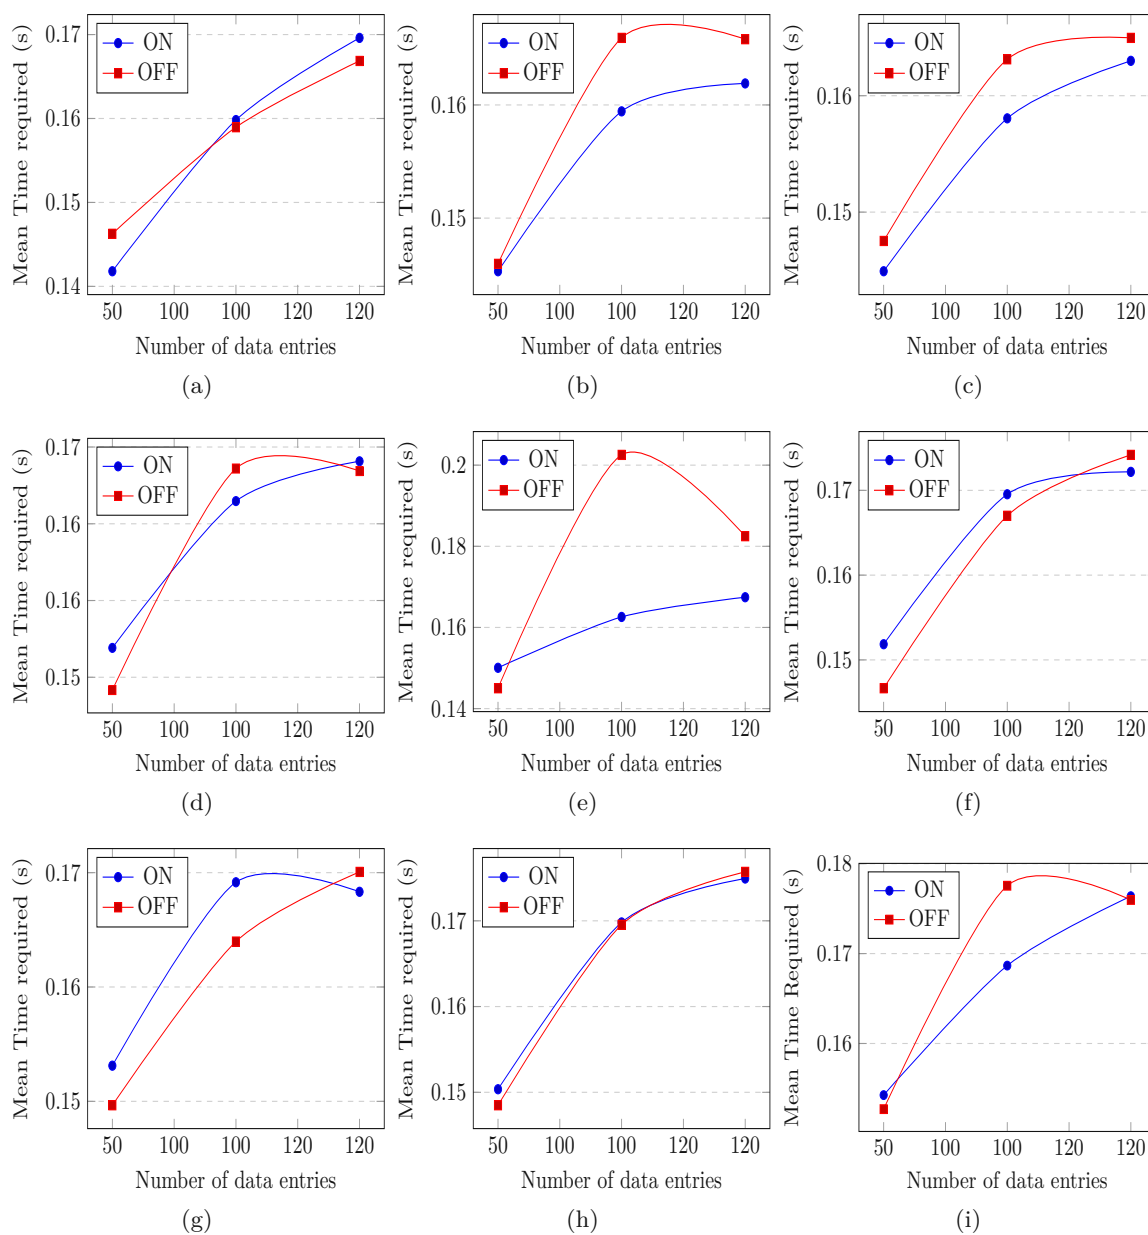 Mean Time required (s)
0.17
0.16
0.15
0.14
ON
OFF
50 100 100 120 120
Number of data entries
(a)
Mean Time required (s)
0.16
0.15
ON
OFF
50 100 100 120 120
Number of data entries
(b)
Mean Time required (s)
0.16
0.15
ON
OFF
50 100 100 120 120
Number of data entries
(c)
Mean Time required (s)
0.17
0.16
0.16
0.15
ON
OFF
50 100 100 120 120
Number of data entries
(d)
Mean Time required (s)
0.2
0.18
0.16
0.14
ON
OFF
50 100 100 120 120
Number of data entries
(e)
Mean Time required (s)
0.17
0.16
0.15
ON
OFF
50 100 100 120 120
Number of data entries
(f)
Mean Time required (s)
0.17
0.16
0.15
ON
OFF
50 100 100 120 120
Number of data entries
(g)
Mean Time required (s)
0.17
0.16
0.15
ON
OFF
50 100 100 120 120
Number of data entries
(h)
Mean Time Required (s)
0.18
0.17
0.16
ON
OFF
50 100 100 120 120
Number of data entries
(i)